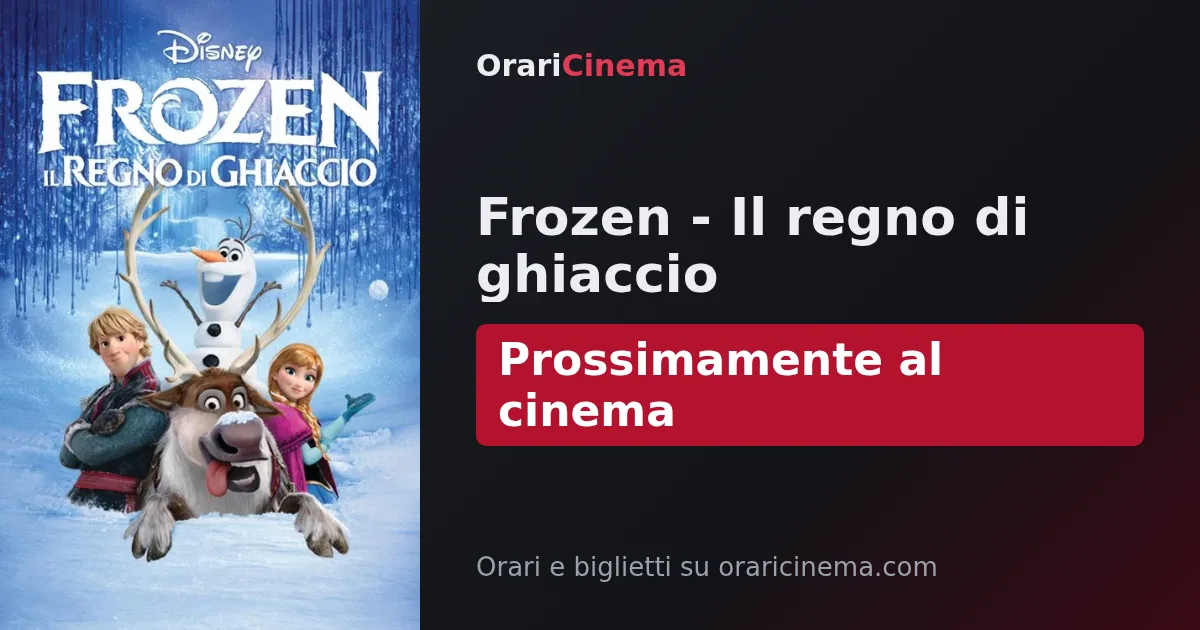 Disney
FROZEN
IL REGNO DI GHIACCIO
OrariCinema
Frozen - Il regno di
ghiaccio
Prossimamente al
cinema
Orari e biglietti su oraricinema.com